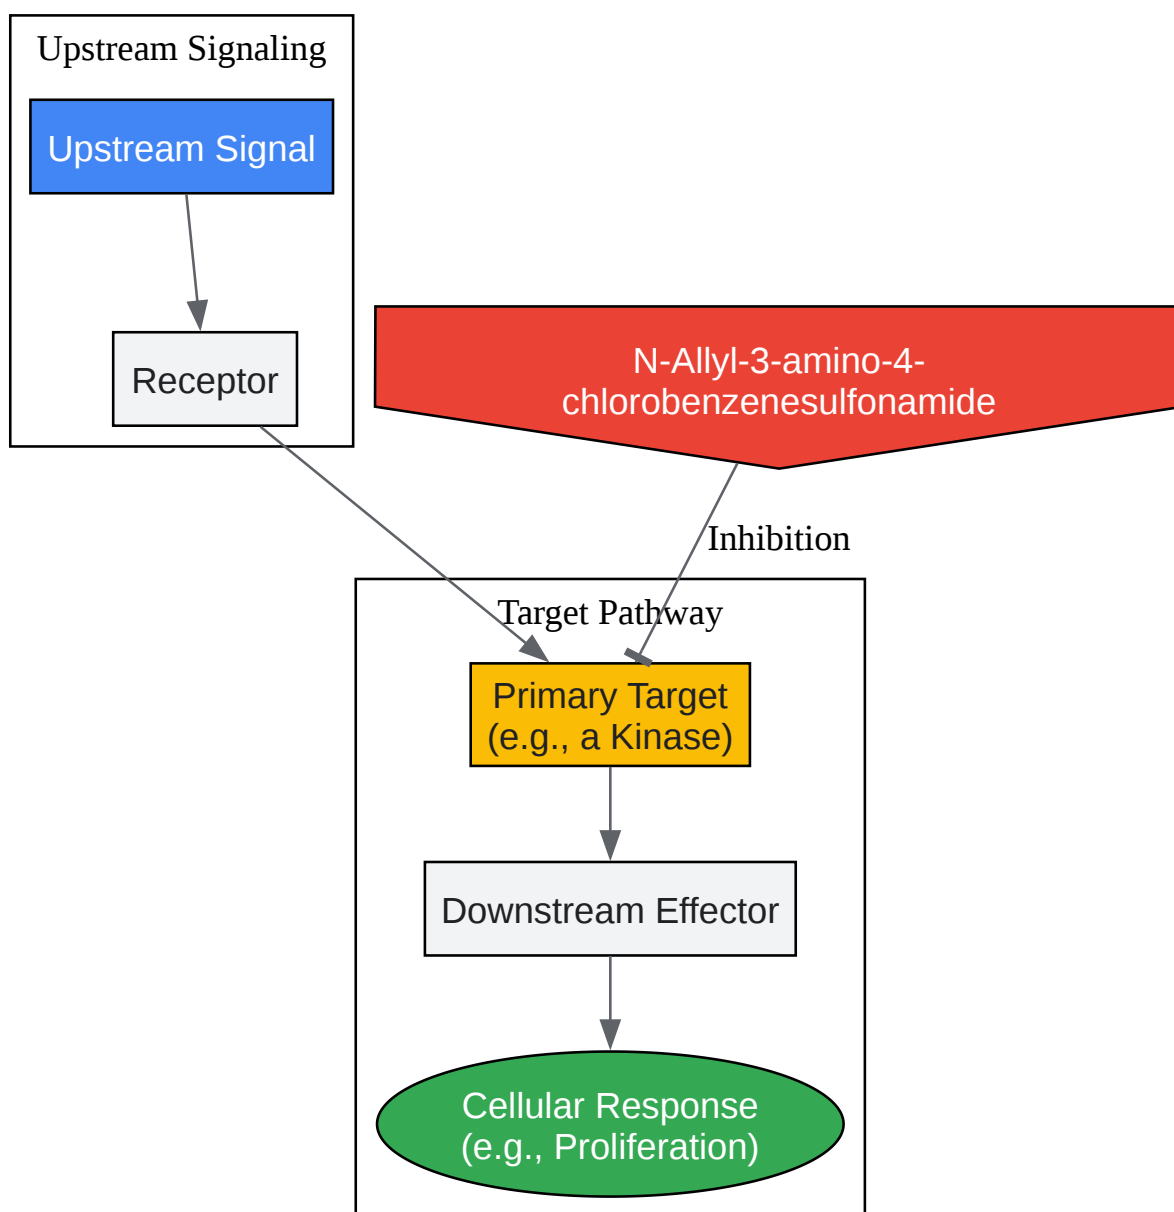 Upstream Signaling
Upstream Signal
Receptor
N-Allyl-3-amino-4-
chlorobenzenesulfonamide
Inhibition
Target Pathway
Primary Target
(e.g., a Kinase)
Downstream Effector
Cellular Response
(e.g., Proliferation)